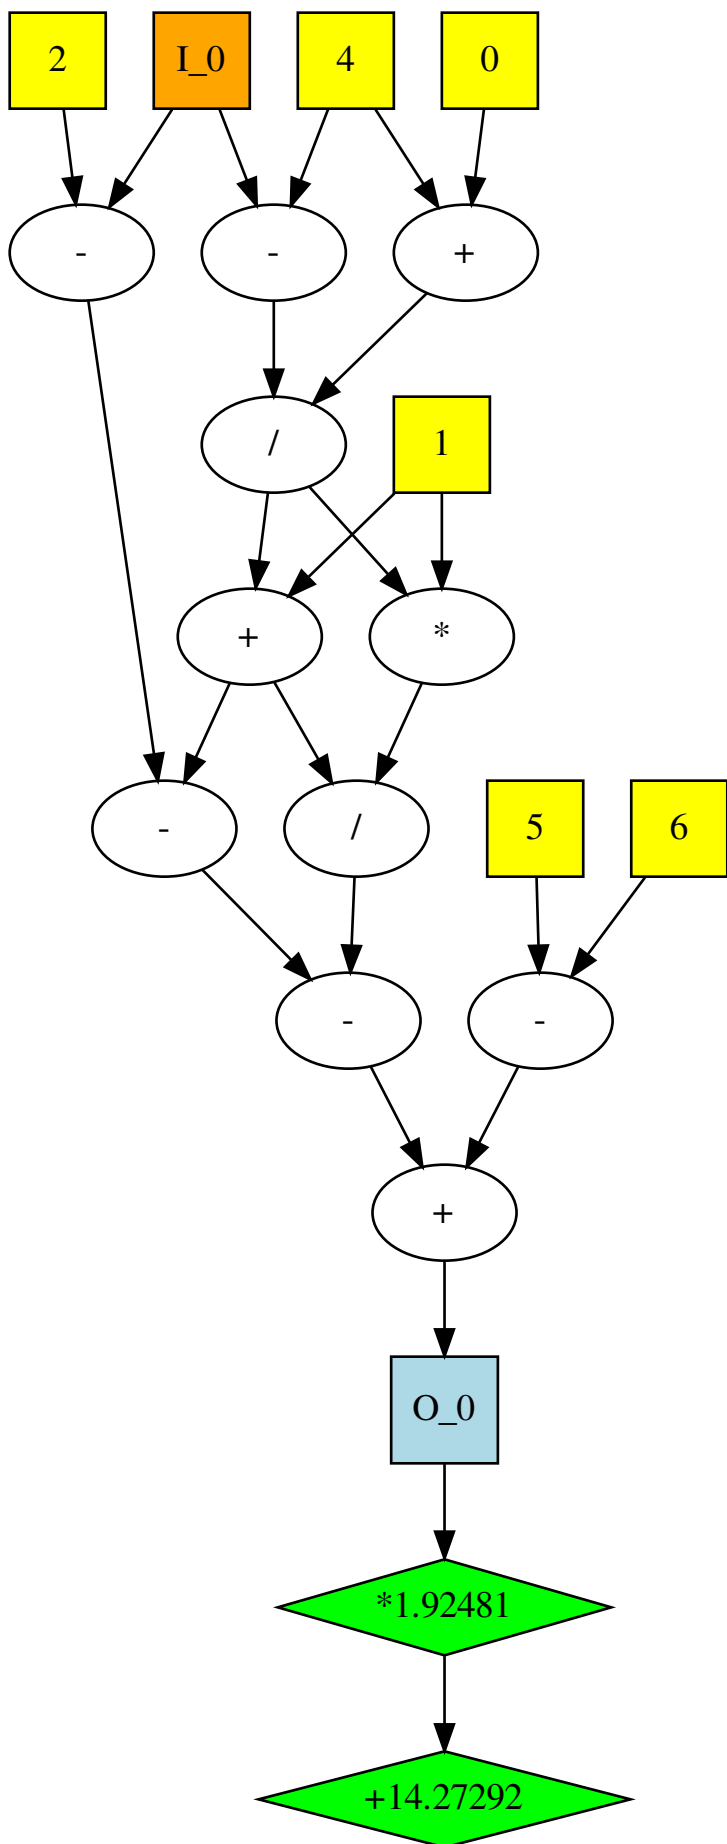 2 I_0 4 0
- - +
/ 1
+ *
- / 5 6
- -
+
O_0
*1.92481
+14.27292